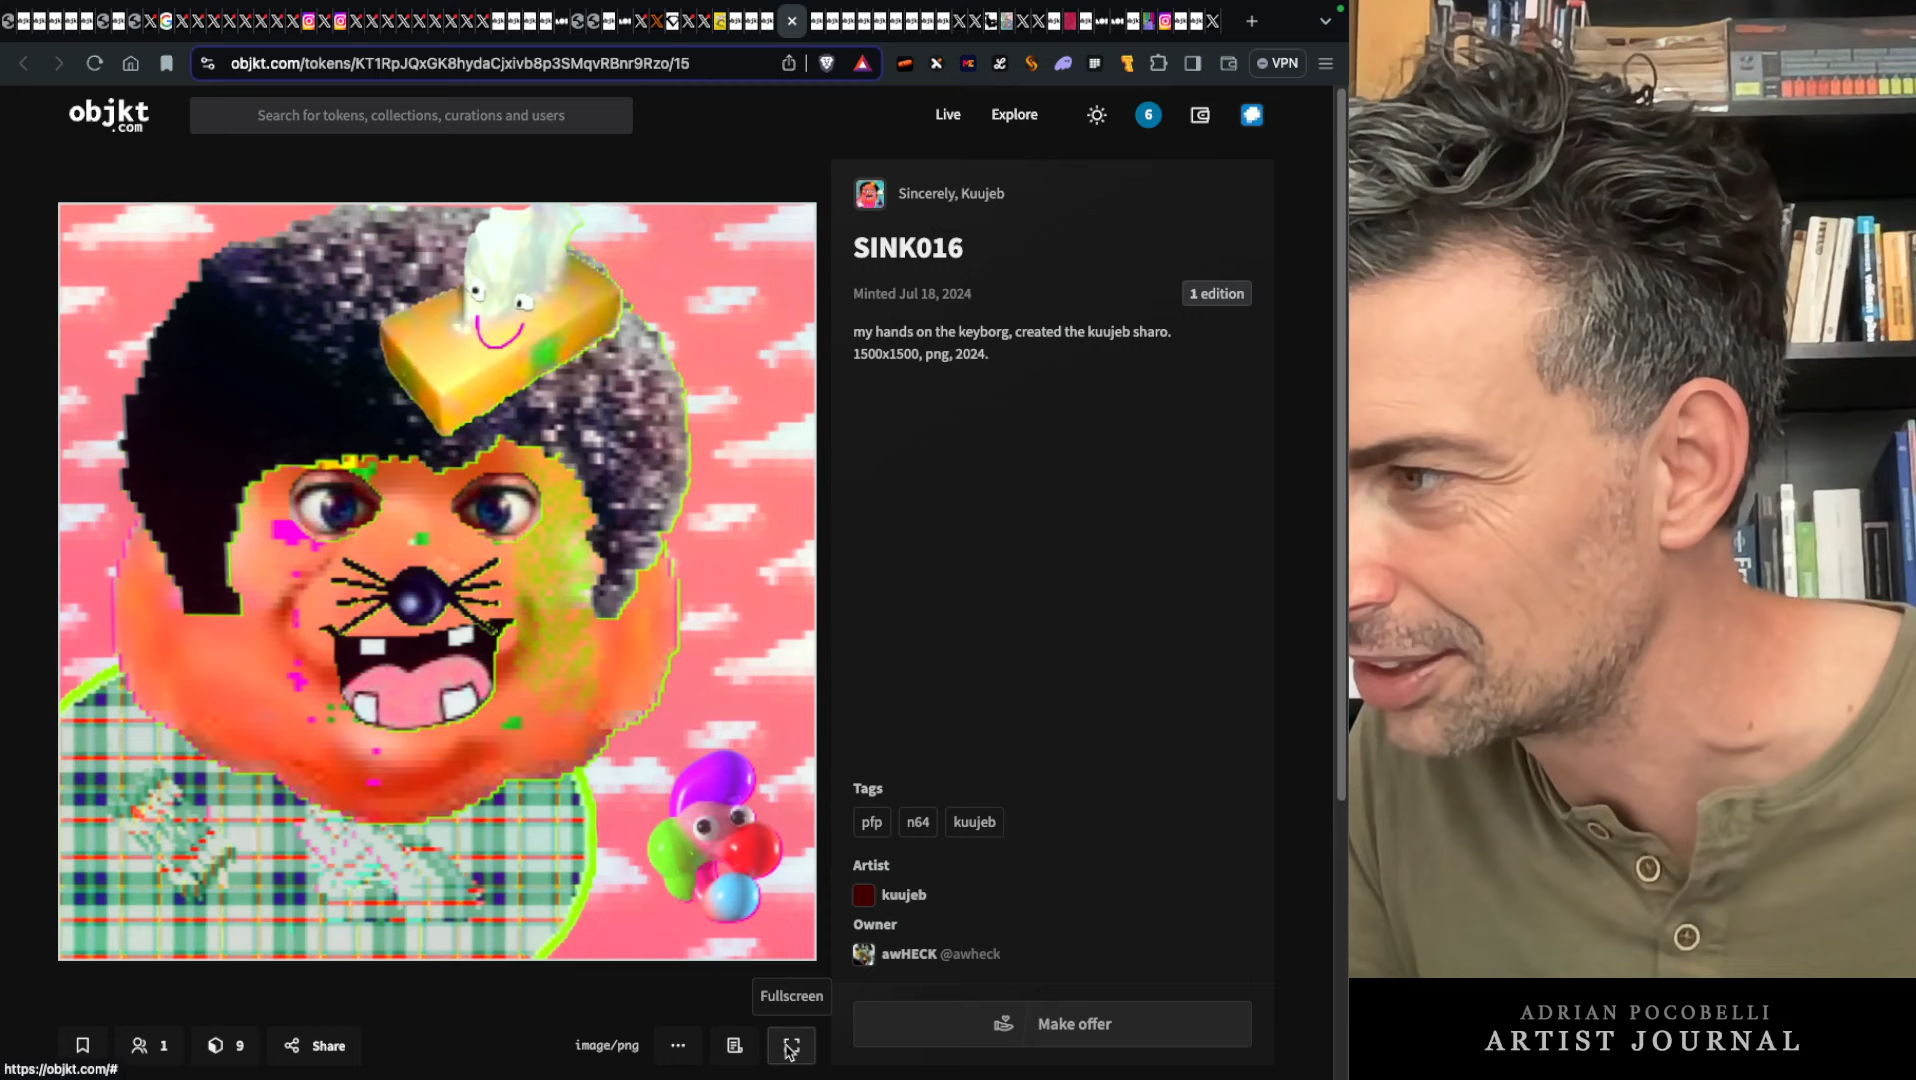 objkt.com/tokens/KT1RpJQxGK8hydaCjxivb8p3SMqvRBnr9Rzo/15
VPN
objkt
.com
Search for tokens, collections, curations and users
Live
Explore
6
Sincerely, Kuujeb
SINK016
Minted Jul 18, 2024
1 edition
my hands on the keyborg, created the kuujeb sharo.
1500x1500, png, 2024.
Tags
pfp
n64
kuujeb
Artist
kuujeb
Owner
awHECK @awheck
Fullscreen
Make offer
1
9
Share
image/png
https://objkt.com/#
ADRIAN POCOBELLI
ARTIST JOURNAL